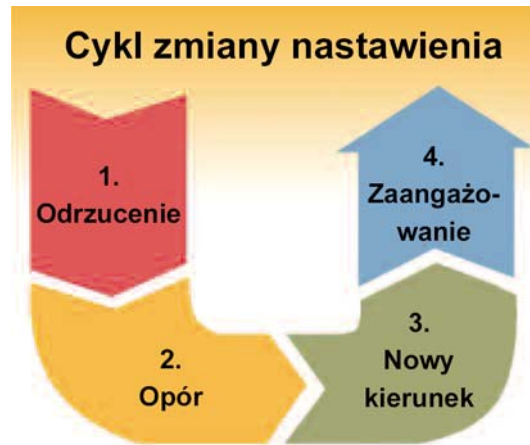 Cykl zmiany nastawienia
1.
Odrzucenie
2.
Opór
3.
Nowy
kierunek
4.
Zaangażo-
wanie